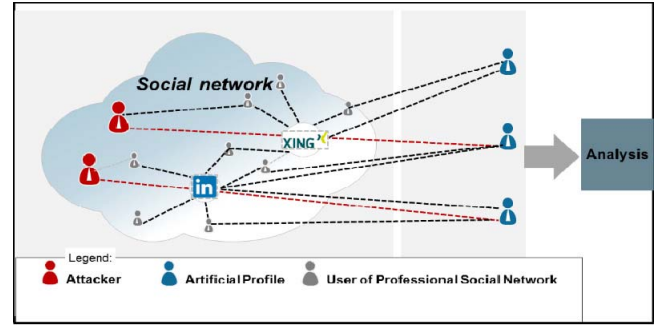 Social network
XING
in
Analysis
Legend:
Attacker Artificial Profile User of Professional Social Network